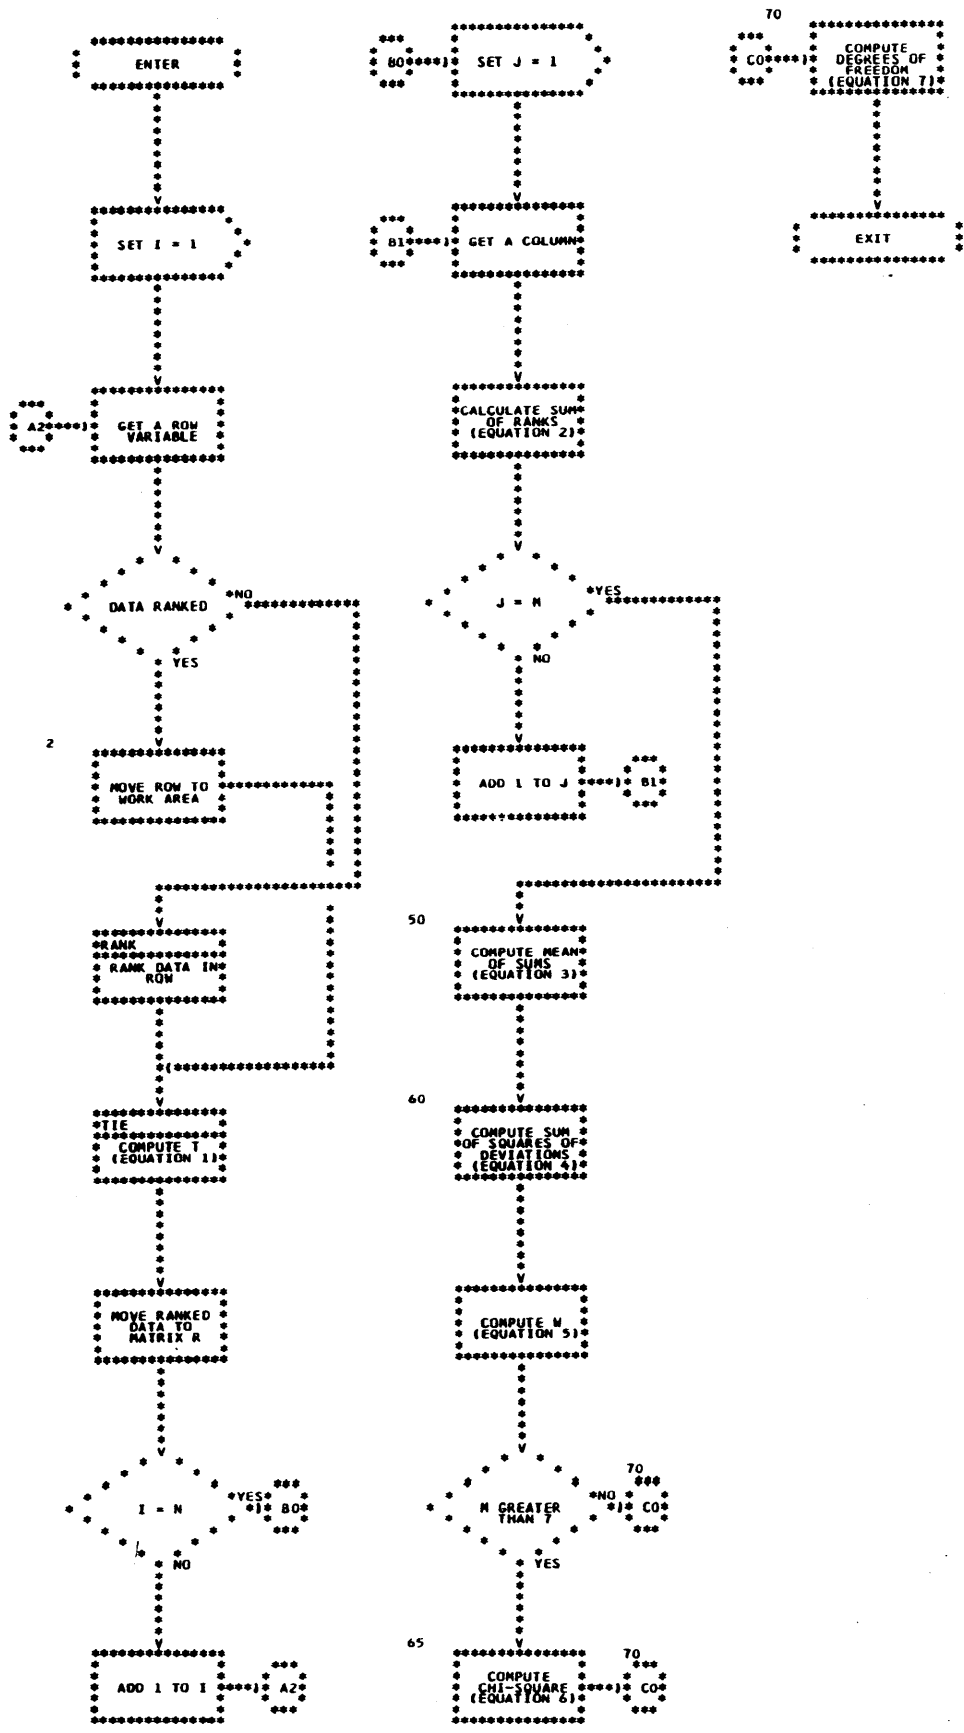 ENTER
SET I = 1
A2
GET A ROW
VARIABLE
DATA RANKED
NO
YES
2
MOVE ROW TO
WORK AREA
RANK
RANK DATA IN
ROW
TIE
COMPUTE T
(EQUATION 1)
MOVE RANKED
DATA TO
MATRIX R
I = N
YES
B0
NO
ADD 1 TO I
A2
B0
SET J = 1
B1
GET A COLUMN
CALCULATE SUM
OF RANKS
(EQUATION 2)
J = M
YES
NO
ADD 1 TO J
B1
50
COMPUTE MEAN
OF SUMS
(EQUATION 3)
60
COMPUTE SUM
OF SQUARES OF
DEVIATIONS
(EQUATION 4)
COMPUTE W
(EQUATION 5)
M GREATER
THAN 7
NO
70
C0
YES
65
COMPUTE
CHI-SQUARE
(EQUATION 6)
70
C0
70
C0
COMPUTE
DEGREES OF
FREEDOM
(EQUATION 7)
EXIT